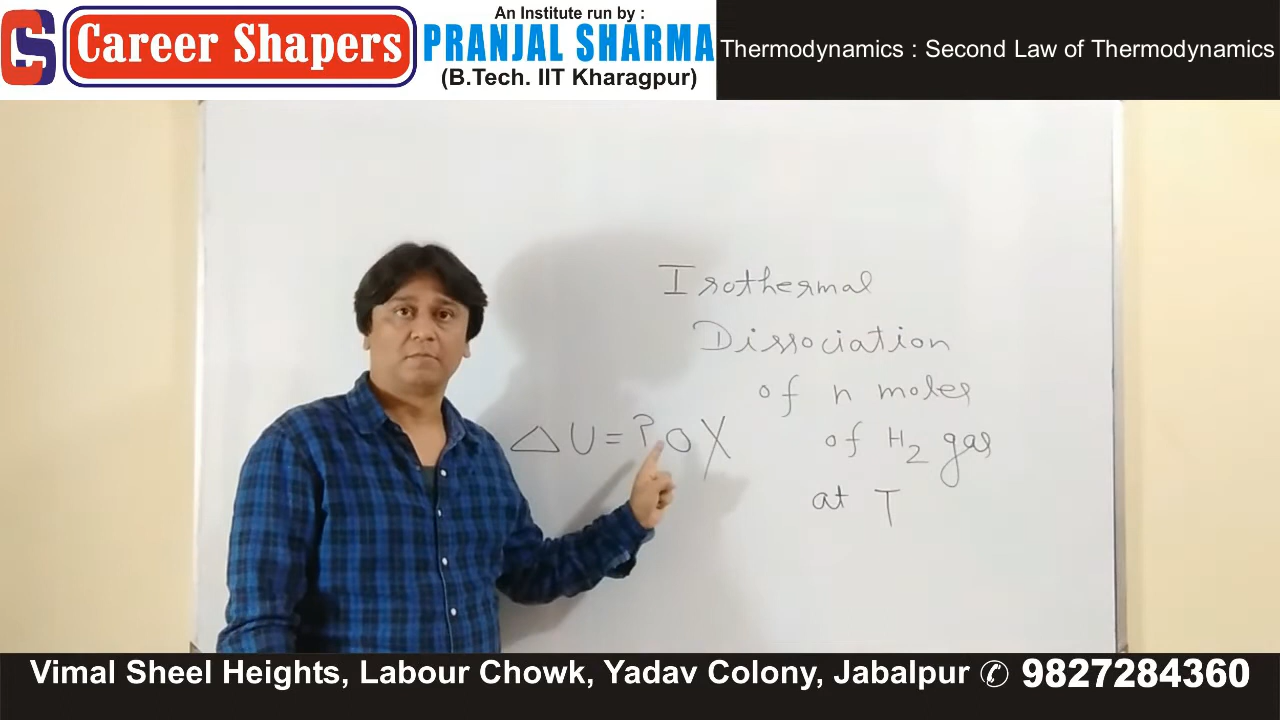 CS Career Shapers
An Institute run by :
PRANJAL SHARMA
(B.Tech. IIT Kharagpur)
Thermodynamics : Second Law of Thermodynamics
Isothermal
Dissociation
of n moles
of H₂ gas
at T
ΔU = ? 0 X
Vimal Sheel Heights, Labour Chowk, Yadav Colony, Jabalpur ✆ 9827284360